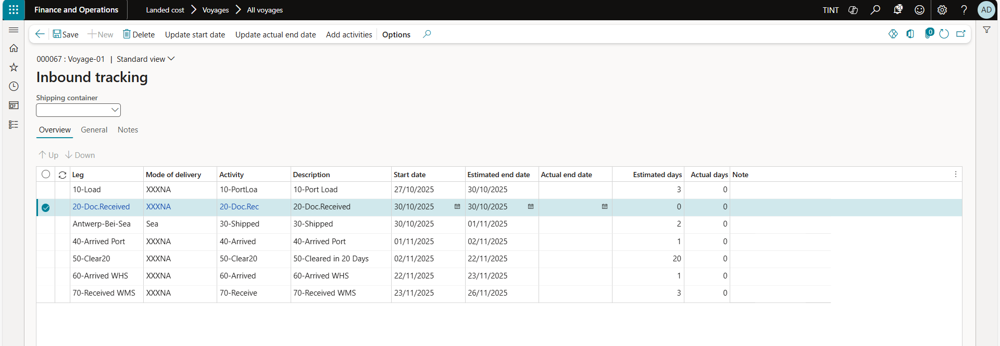 Finance and Operations Landed cost Voyages All voyages TINT 20 ? AD
Save New Delete Update start date Update actual end date Add activities Options 0
000067 : Voyage-01 | Standard view
Inbound tracking
Shipping container
Overview General Notes
Up Down
Leg Mode of delivery Activity Description Start date Estimated end date Actual end date Estimated days Actual days Note
10-Load XXXNA 10-PortLoa 10-Port Load 27/10/2025 30/10/2025 3 0
20-Doc.Received XXXNA 20-Doc.Rec 20-Doc.Received 30/10/2025 30/10/2025 0 0
Antwerp-Bei-Sea Sea 30-Shipped 30-Shipped 30/10/2025 01/11/2025 2 0
40-Arrived Port XXXNA 40-Arrived 40-Arrived Port 01/11/2025 02/11/2025 1 0
50-Clear20 XXXNA 50-Clear20 50-Cleared in 20 Days 02/11/2025 22/11/2025 20 0
60-Arrived WHS XXXNA 60-Arrived 60-Arrived WHS 22/11/2025 23/11/2025 1 0
70-Received WMS XXXNA 70-Receive 70-Received WMS 23/11/2025 26/11/2025 3 0